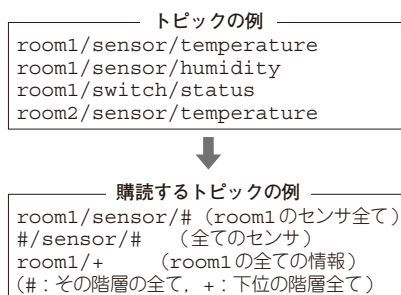 トピックの例
room1/sensor/temperature
room1/sensor/humidity
room1/switch/status
room2/sensor/temperature
購読するトピックの例
room1/sensor/#（room1のセンサ全て）
#/sensor/#　（全てのセンサ）
room1/+　（room1の全ての情報）
（#：その階層の全て，+：下位の階層全て）